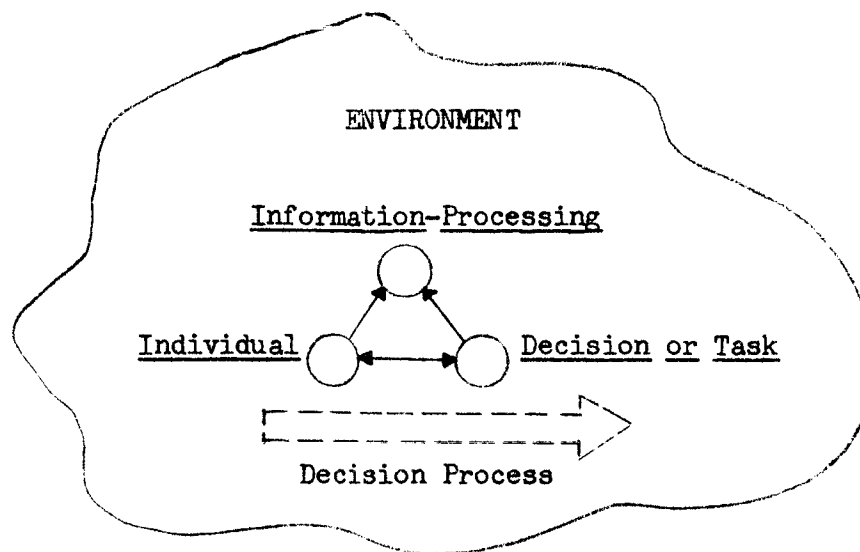 ENVIRONMENT
Information-Processing
Individual
Decision or Task
Decision Process